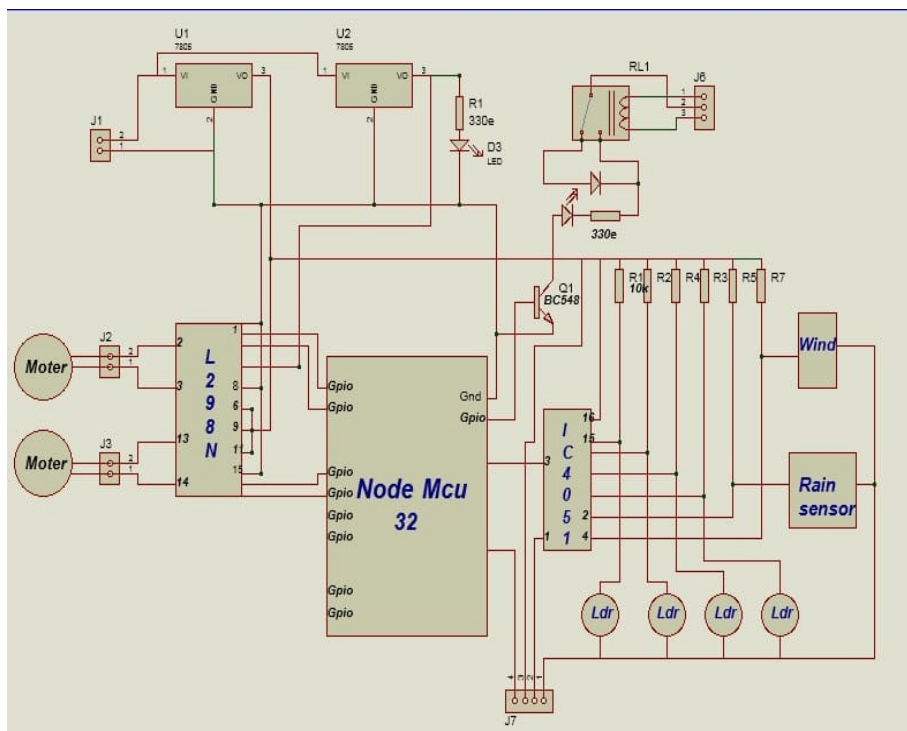 U1
7805
U2
7805
1
VI
VO
3
GND
2
1
VI
VO
3
GND
2
R1
330e
D3
LED
J1
2
1
RL1
J6
1
2
3
330e
Q1
BC548
R1
10k
R2
R4
R3
R5
R7
Moter
J2
2
1
2
3
Moter
J3
2
1
13
14
L
2
9
8
N
1
8
6
9
11
15
Gpio
Gpio
Gpio
Gpio
Gpio
Gpio
Gpio
Gpio
Gnd
Gpio
Node Mcu
32
3
1
I
C
4
0
5
1
16
15
2
4
Wind
Rain
sensor
Ldr
Ldr
Ldr
Ldr
4
3
2
1
J7